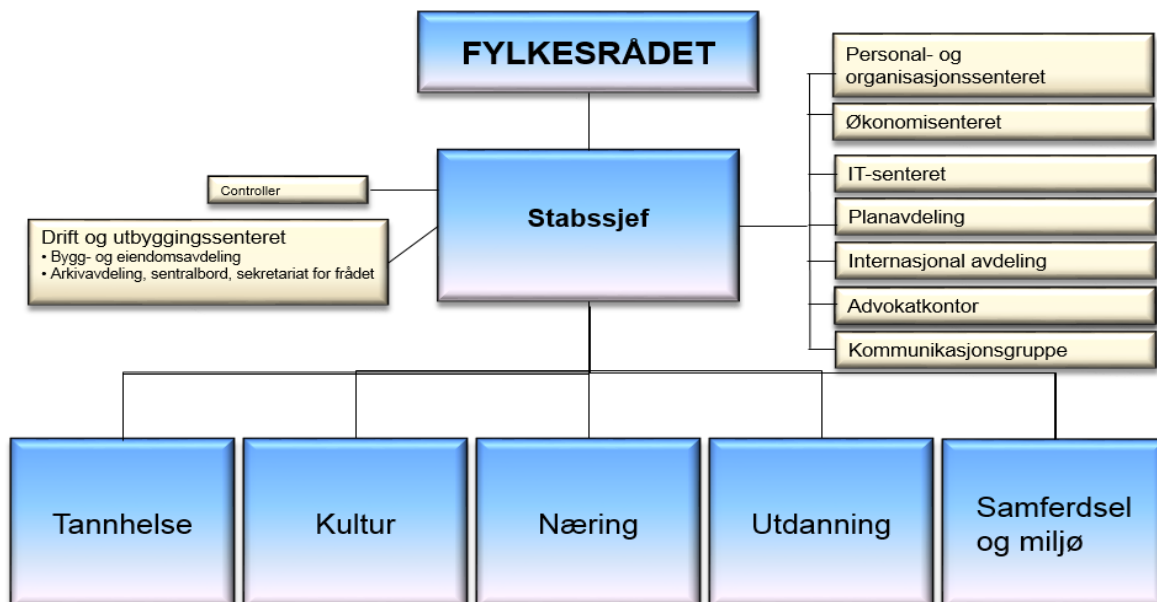 FYLKESRÅDET
Personal- og
organisasjonssenteret
Økonomisenteret
Stabssjef
Controller
IT-senteret
Drift og utbyggingssenteret
• Bygg- og eiendomsavdeling
• Arkivavdeling, sentralbord, sekretariat for frådet
Planavdeling
Internasjonal avdeling
Advokatkontor
Kommunikasjonsgruppe
Tannhelse
Kultur
Næring
Utdanning
Samferdsel
og miljø